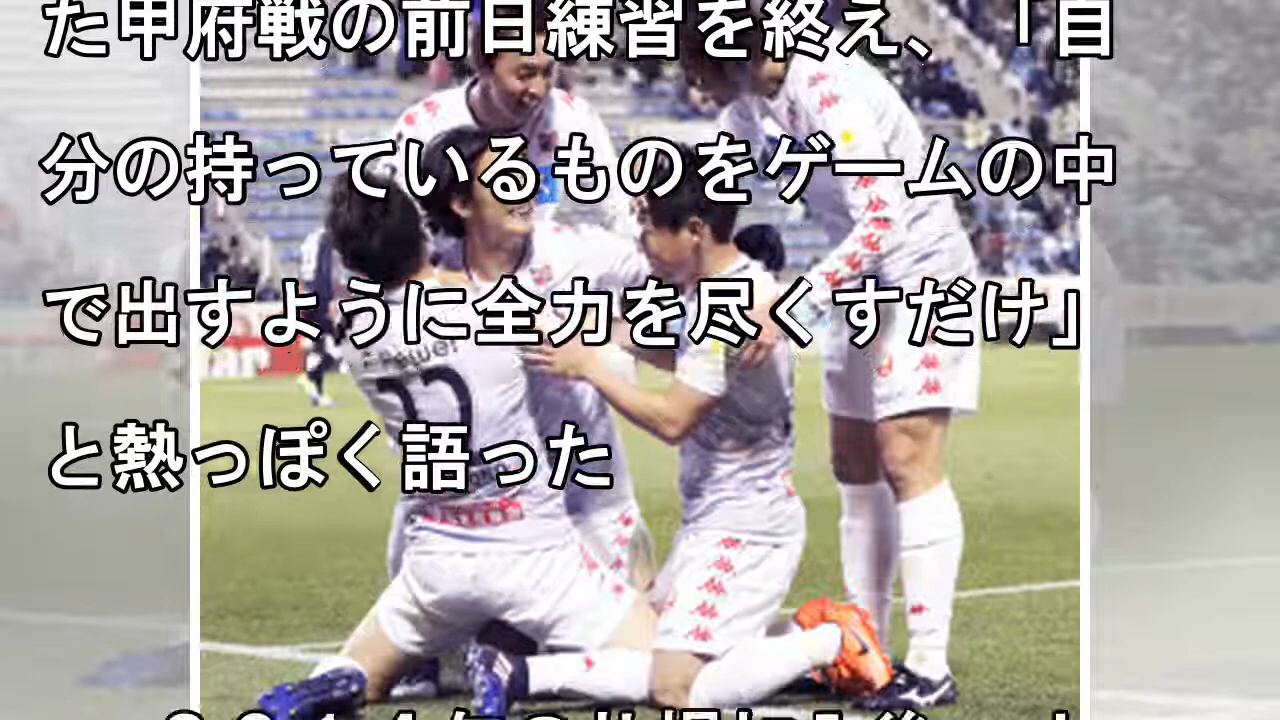 た甲府戦の前日練習を終え、「自
分の持っているものをゲームの中
で出すように全力を尽くすだけ」
と熱っぽく語った